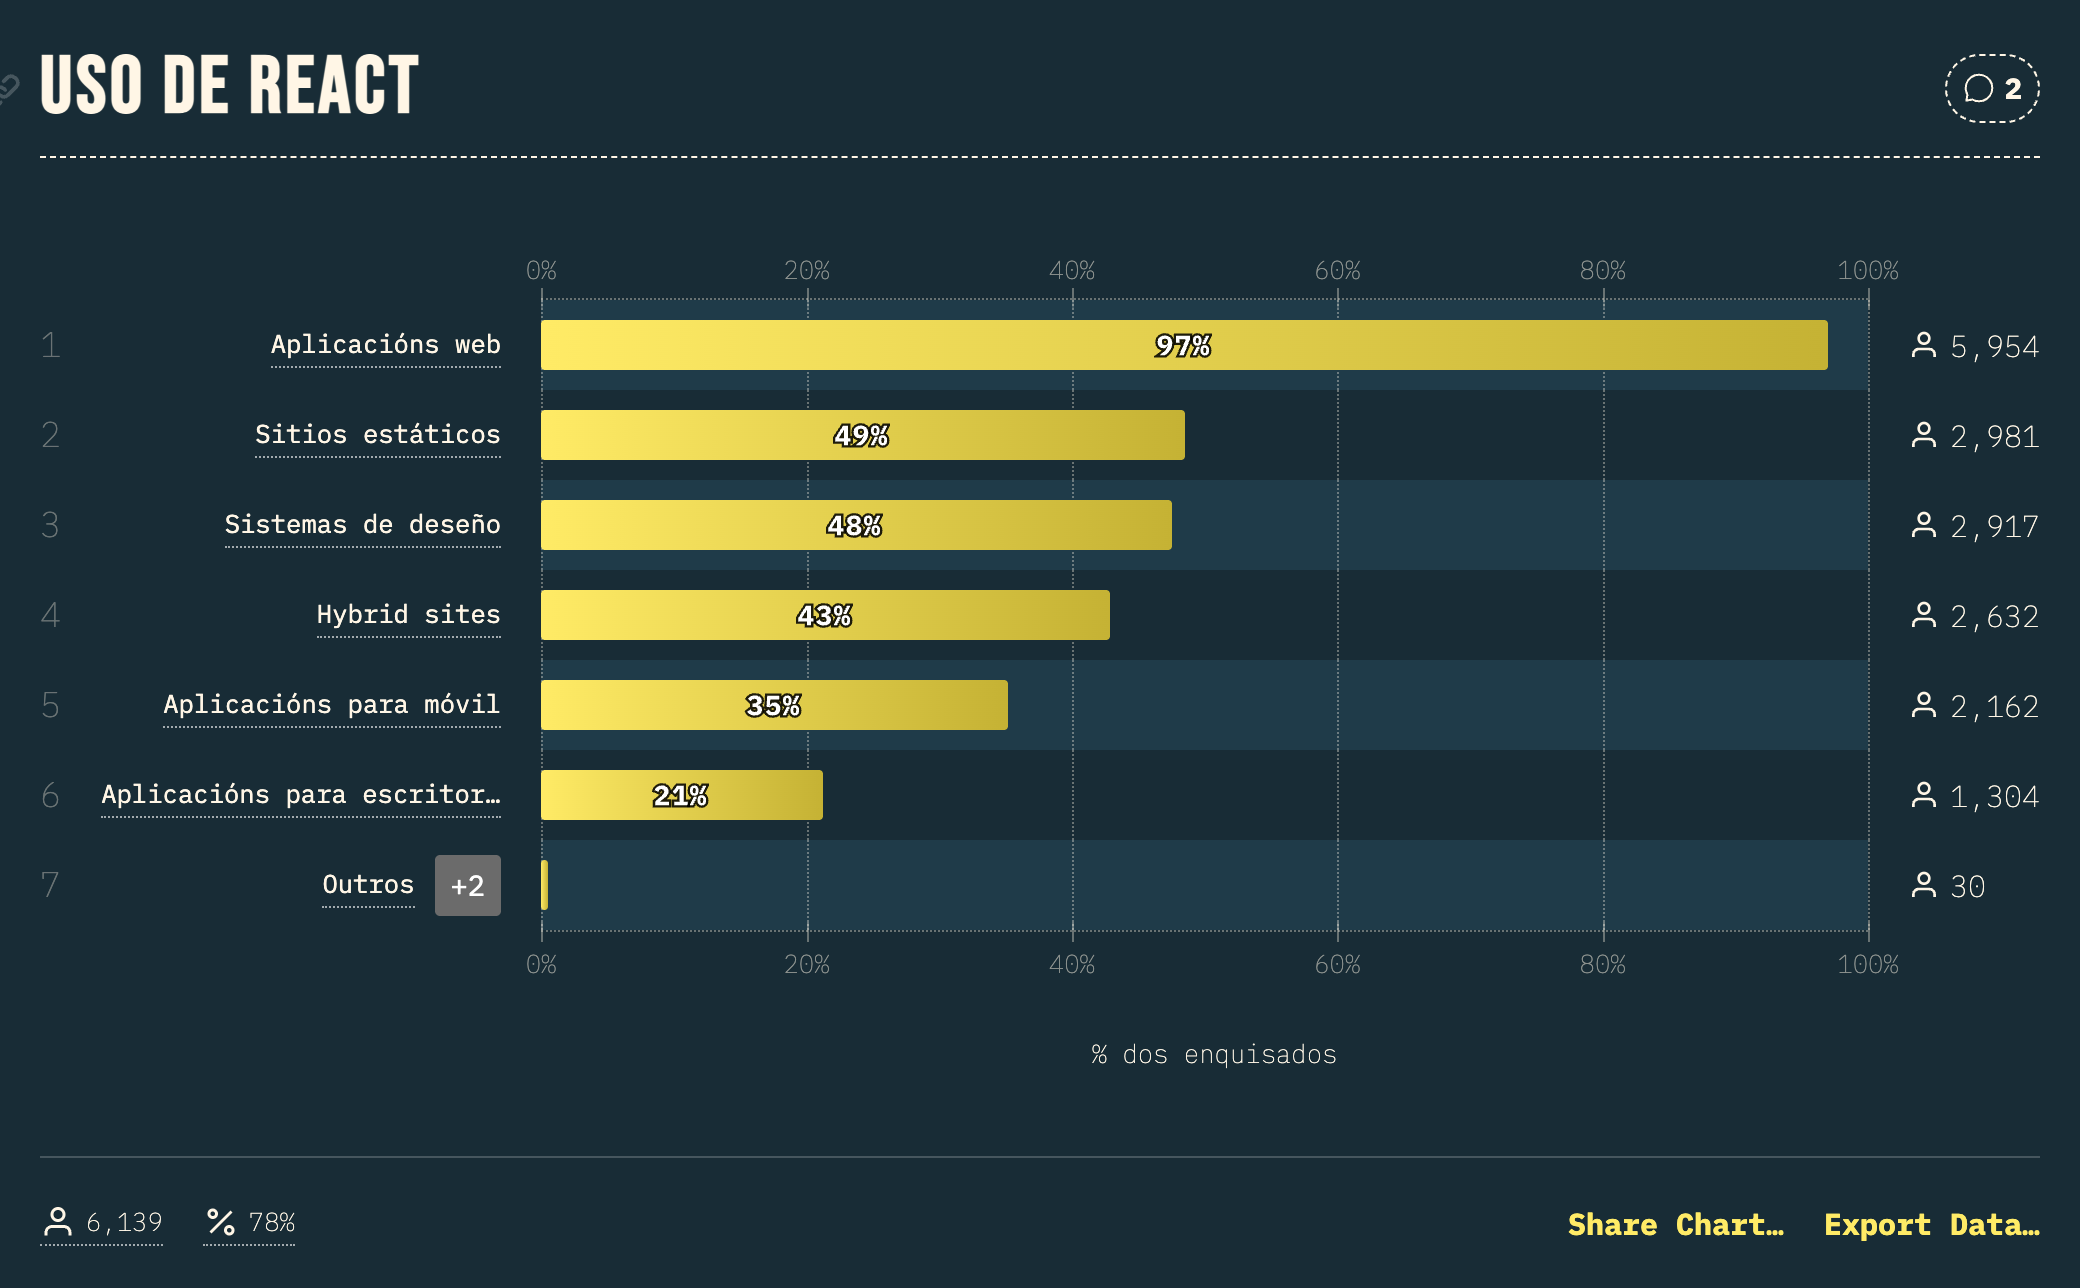 USO DE REACT
2
0% 20% 40% 60% 80% 100%
1 Aplicacións web 97% 5,954
2 Sitios estáticos 49% 2,981
3 Sistemas de deseño 48% 2,917
4 Hybrid sites 43% 2,632
5 Aplicacións para móvil 35% 2,162
6 Aplicacións para escritor… 21% 1,304
7 Outros +2 30
0% 20% 40% 60% 80% 100%
% dos enquisados
6,139 78% Share Chart… Export Data…